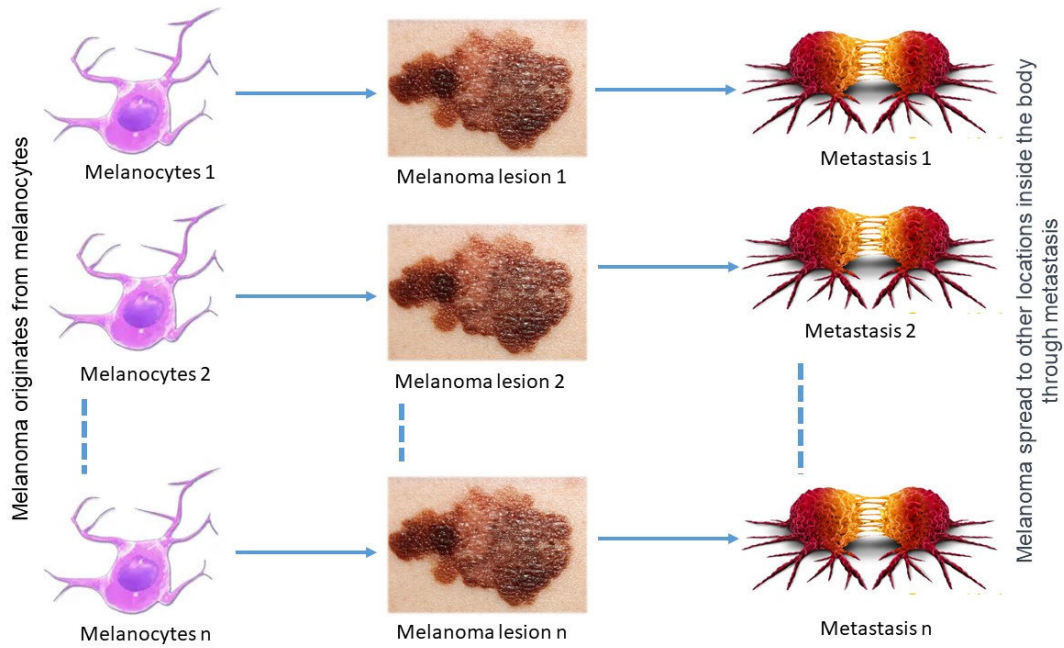 Melanoma originates from melanocytes
Melanocytes 1
Melanoma lesion 1
Metastasis 1
Melanocytes 2
Melanoma lesion 2
Metastasis 2
Melanocytes n
Melanoma lesion n
Metastasis n
Melanoma spread to other locations inside the body
through metastasis